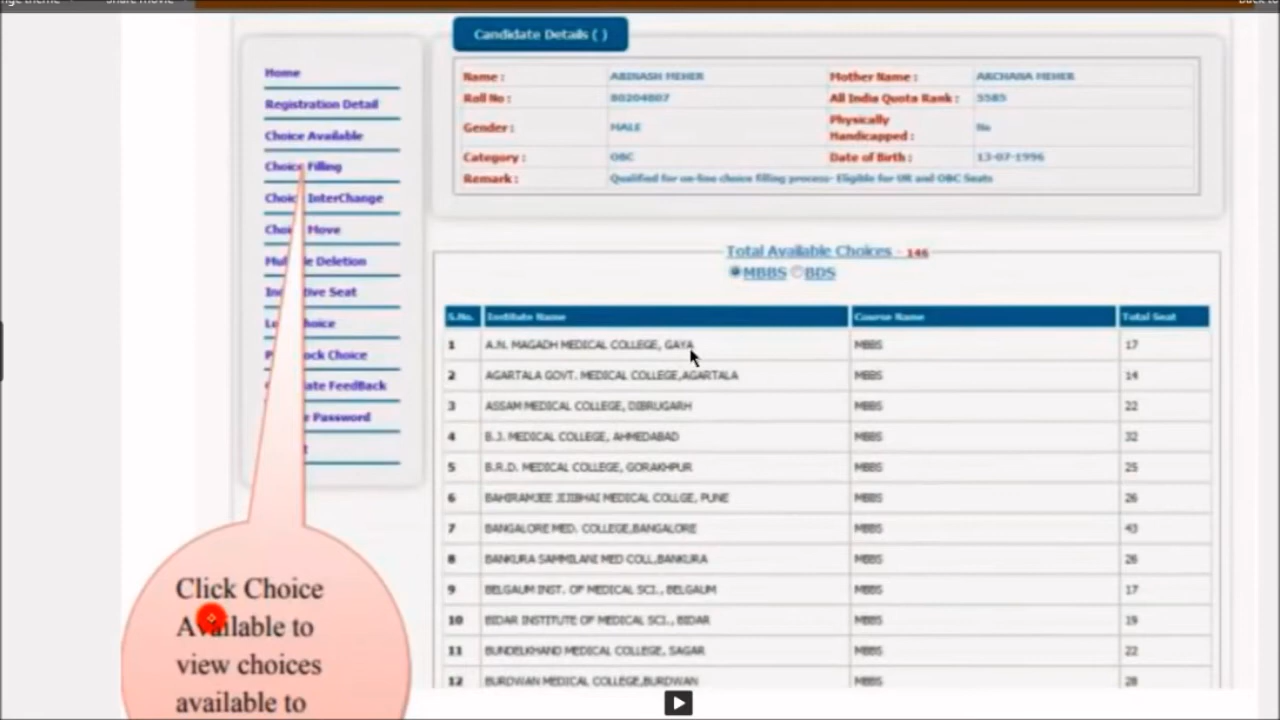 Share movie
Candidate Details ( )
Home
Registration Detail
Choice Available
Choice Filling
InterChange
Move
Deletion
Seat
FeedBack
Password
Name : ABINASH MEHER Mother Name : ARCHANA MEHER
Roll No : 80204807 All India Quota Rank : 5585
Gender : MALE Physically Handicapped : No
Category : OBC Date of Birth : 13-07-1996
Remark : Qualified for on-line choice filling process- Eligible for UR and OBC Seats
Total Available Choices - 146
MBBS BDS
S.No. Institute Name Course Name Total Seat
1 A.N. MAGADH MEDICAL COLLEGE, GAYA MBBS 17
2 AGARTALA GOVT. MEDICAL COLLEGE,AGARTALA MBBS 14
3 ASSAM MEDICAL COLLEGE, DIBRUGARH MBBS 22
4 B.J. MEDICAL COLLEGE, AHMEDABAD MBBS 32
5 B.R.D. MEDICAL COLLEGE, GORAKHPUR MBBS 25
6 BAHIRAMJEE JIJIBHAI MEDICAL COLLGE, PUNE MBBS 26
7 BANGALORE MED. COLLEGE,BANGALORE MBBS 43
8 BANKURA SAMMILANI MED COLL,BANKURA MBBS 26
9 BELGAUM INST. OF MEDICAL SCI., BELGAUM MBBS 17
10 BIDAR INSTITUTE OF MEDICAL SCI., BIDAR MBBS 19
11 BUNDELKHAND MEDICAL COLLEGE, SAGAR MBBS 22
12 BURDWAN MEDICAL COLLEGE,BURDWAN MBBS 28
Click Choice
Available to
view choices
available to